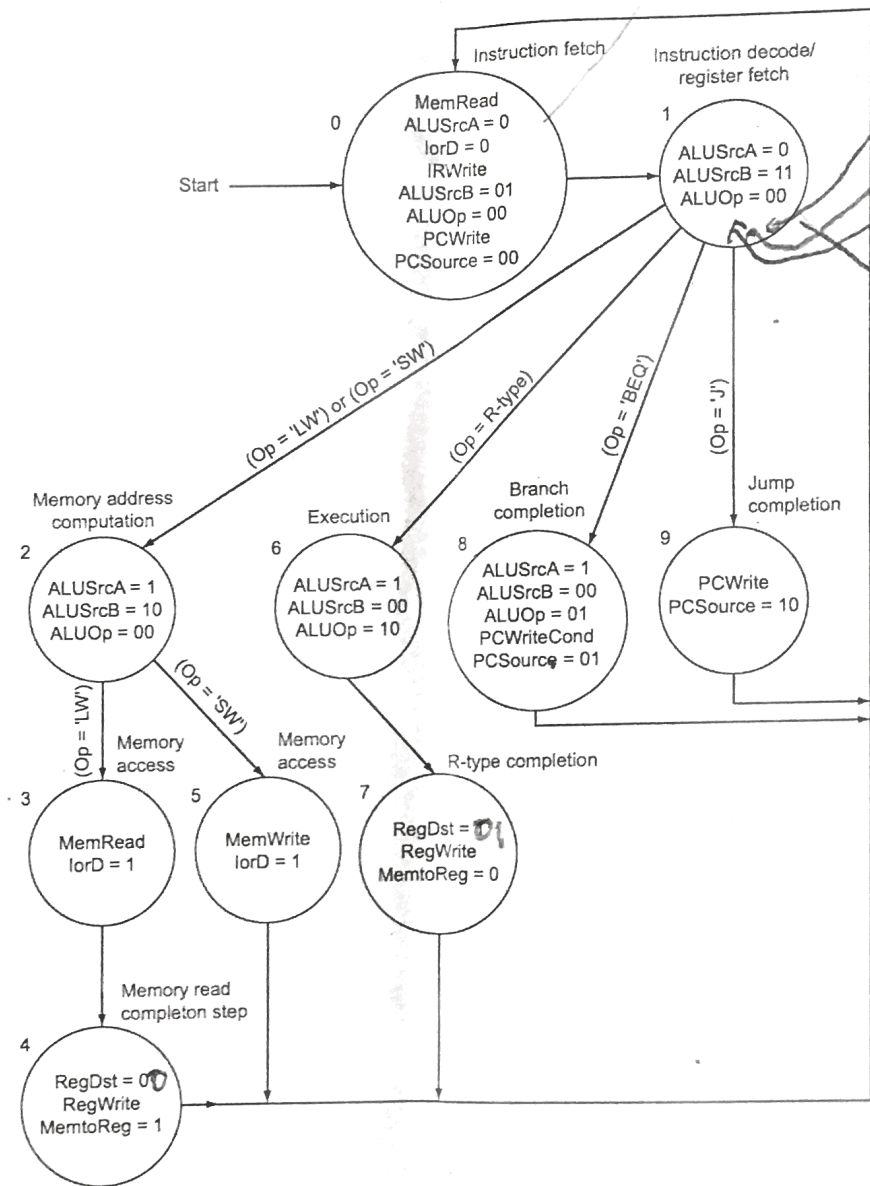 Instruction fetch
Instruction decode/
register fetch
0
MemRead
ALUSrcA = 0
IorD = 0
IRWrite
ALUSrcB = 01
ALUOp = 00
PCWrite
PCSource = 00
1
ALUSrcA = 0
ALUSrcB = 11
ALUOp = 00
Start
(Op = 'LW') or (Op = 'SW')
(Op = R-type)
(Op = 'BEQ')
(Op = 'J')
Memory address
computation
2
ALUSrcA = 1
ALUSrcB = 10
ALUOp = 00
Execution
6
ALUSrcA = 1
ALUSrcB = 00
ALUOp = 10
Branch
completion
8
ALUSrcA = 1
ALUSrcB = 00
ALUOp = 01
PCWriteCond
PCSource = 01
Jump
completion
9
PCWrite
PCSource = 10
(Op = 'LW')
(Op = 'SW')
Memory
access
3
MemRead
IorD = 1
Memory
access
5
MemWrite
IorD = 1
R-type completion
7
RegDst = 01
RegWrite
MemtoReg = 0
Memory read
completon step
4
RegDst = 00
RegWrite
MemtoReg = 1